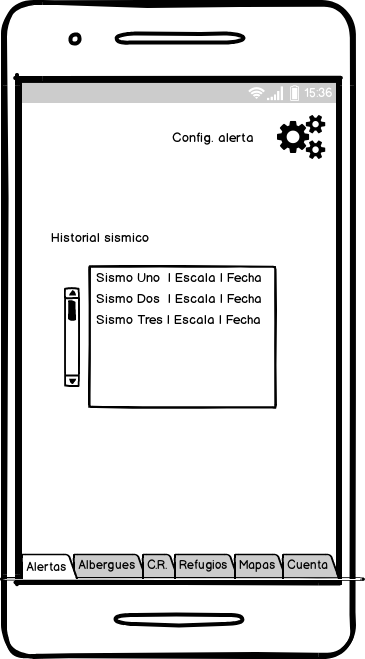 15:36
Config. alerta
Historial sismico
Sismo Uno | Escala | Fecha
Sismo Dos | Escala | Fecha
Sismo Tres | Escala | Fecha
Alertas Albergues C.R. Refugios Mapas Cuenta